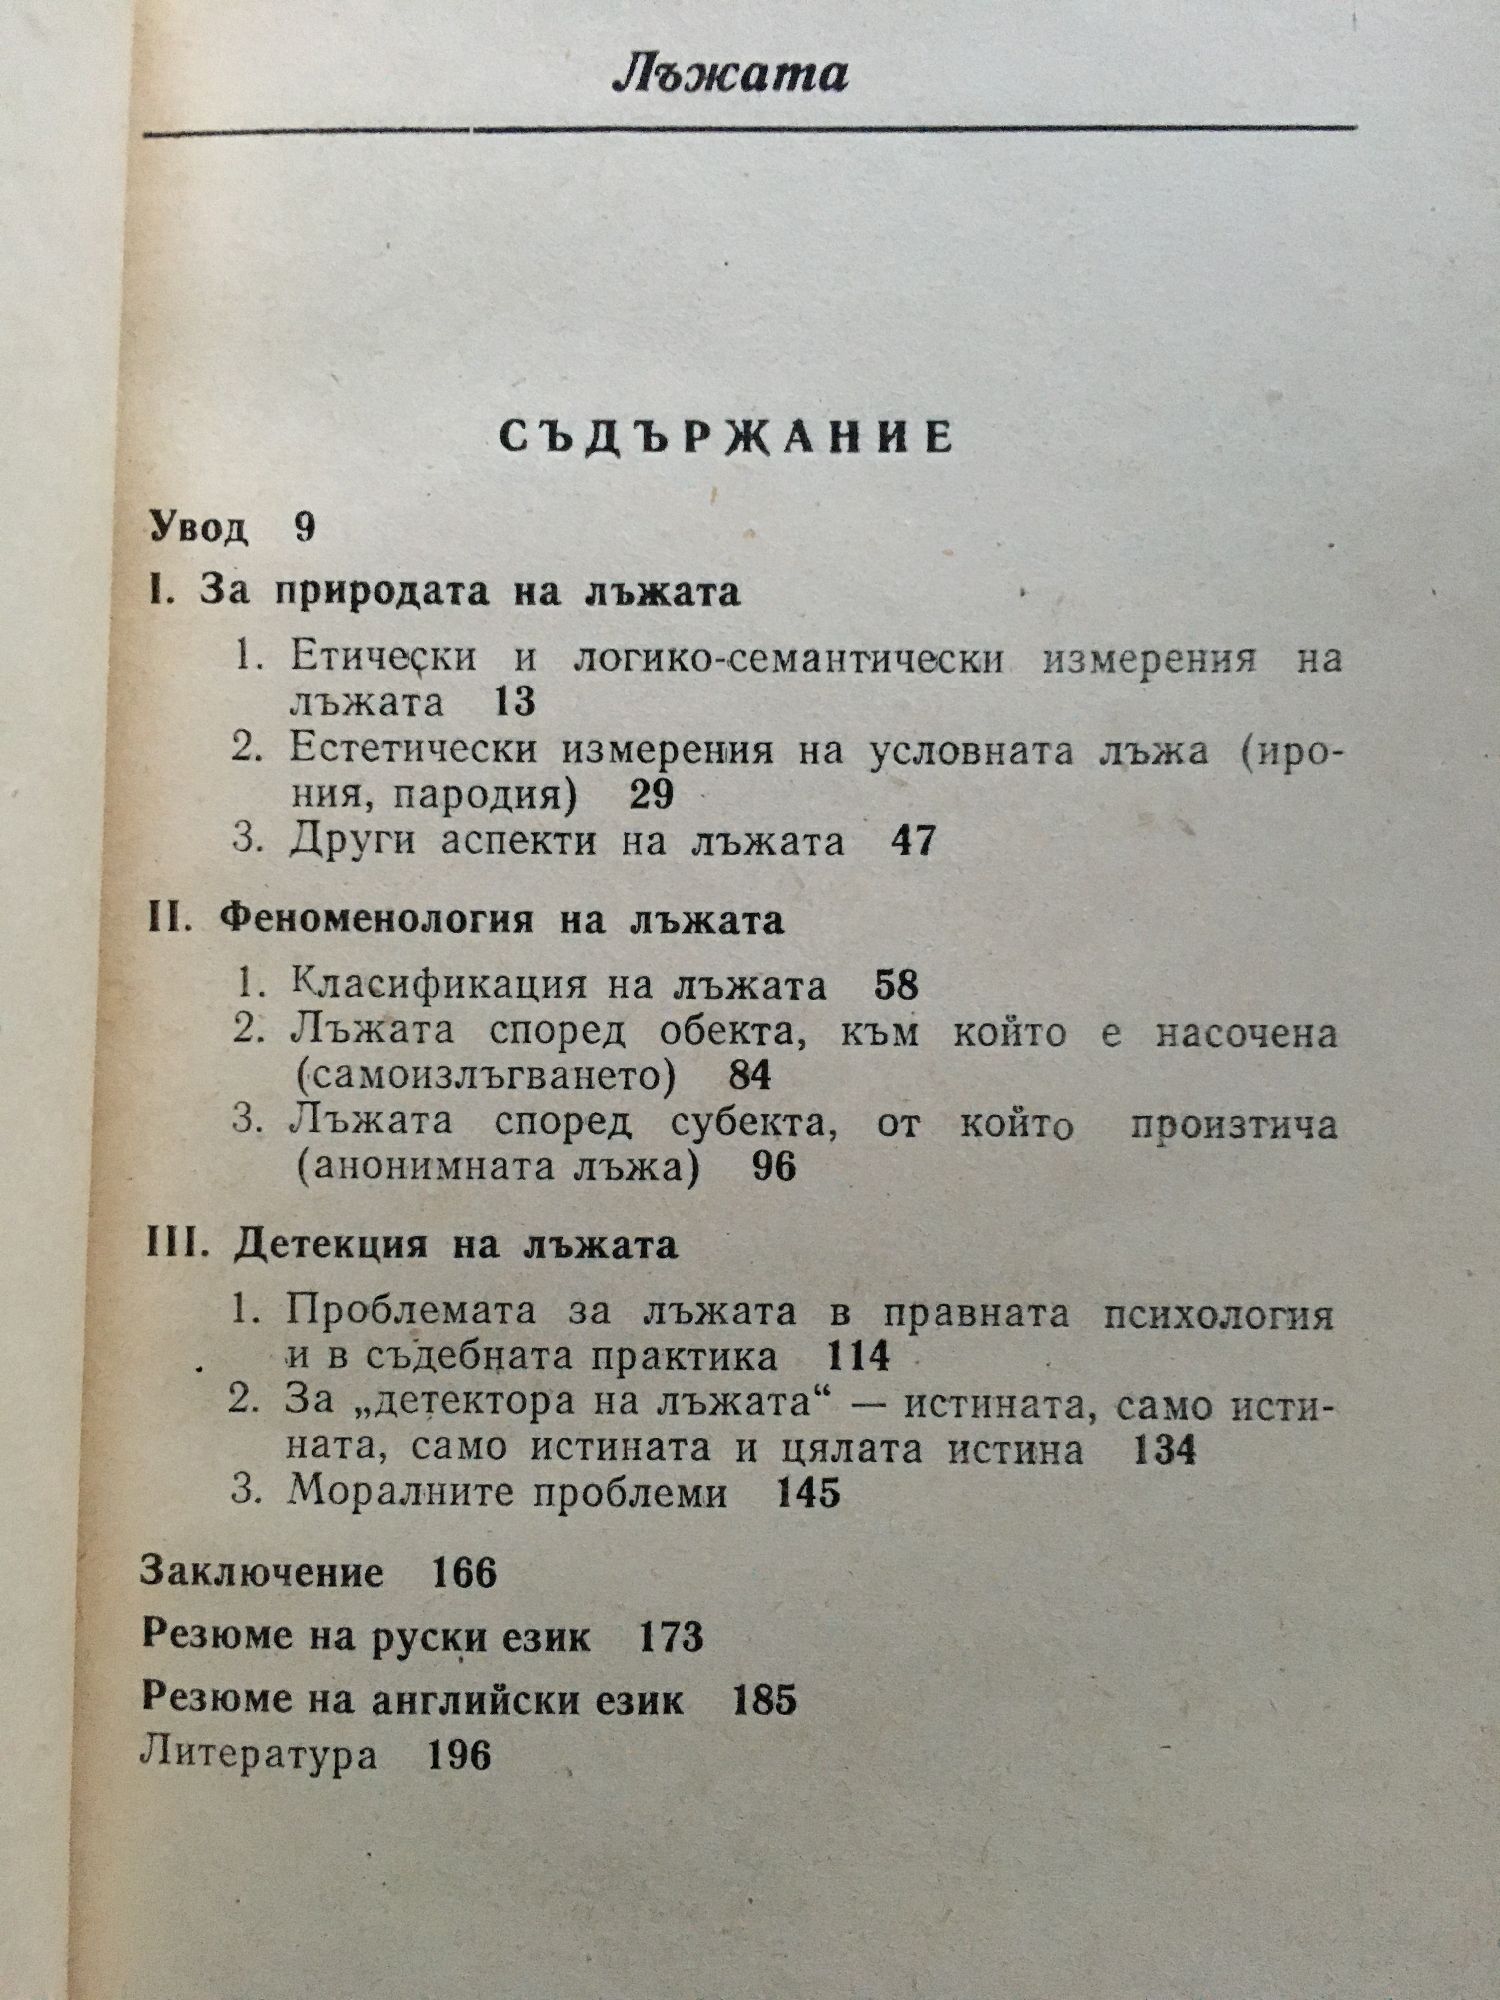 Лъжата
СЪДЪРЖАНИЕ
Увод 9
I. За природата на лъжата
1. Етически и логико-семантически измерения на
лъжата 13
2. Естетически измерения на условната лъжа (иро-
ния, пародия) 29
3. Други аспекти на лъжата 47
II. Феноменология на лъжата
1. Класификация на лъжата 58
2. Лъжата според обекта, към който е насочена
(самоизлъгването) 84
3. Лъжата според субекта, от който произтича
(анонимната лъжа) 96
III. Детекция на лъжата
1. Проблемата за лъжата в правната психология
и в съдебната практика 114
2. За „детектора на лъжата“ — истината, само исти-
ната, само истината и цялата истина 134
3. Моралните проблеми 145
Заключение 166
Резюме на руски език 173
Резюме на английски език 185
Литература 196